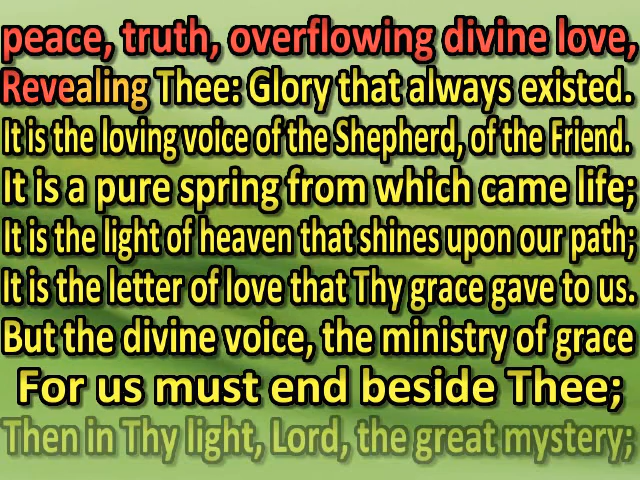 peace, truth, overflowing divine love,
Revealing Thee: Glory that always existed.
It is the loving voice of the Shepherd, of the Friend.
It is a pure spring from which came life;
It is the light of heaven that shines upon our path;
It is the letter of love that Thy grace gave to us.
But the divine voice, the ministry of grace
For us must end beside Thee;
Then in Thy light, Lord, the great mystery;